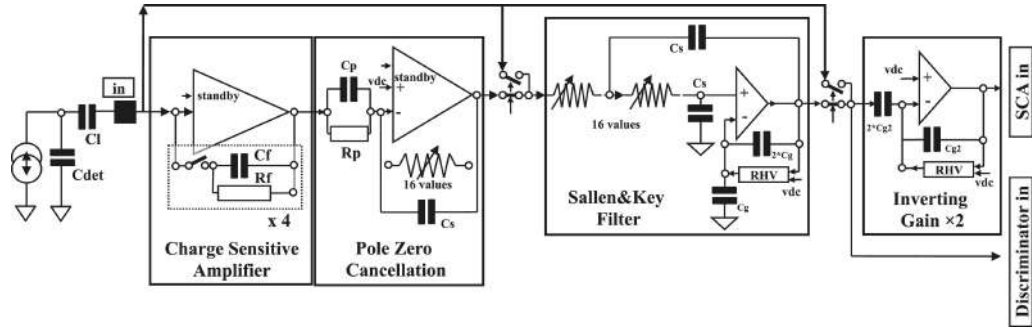 in
Cl
Cdet
standby
Cf
Rf
x 4
Charge Sensitive
Amplifier
Cp
vdc
standby
+
-
Rp
16 values
Cs
Pole Zero
Cancellation
Cs
Cs
16 values
+
-
2*Cg
RHV
vdc
Cg
Sallen&Key
Filter
vdc
+
-
2*Cg2
Cg2
RHV
vdc
Inverting
Gain ×2
SCA in
Discriminator in